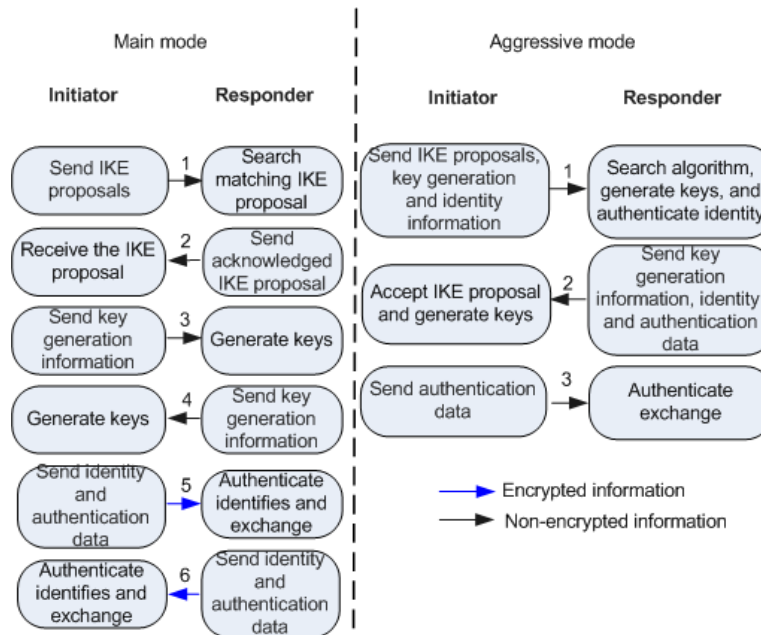 Main mode
Aggressive mode
Initiator
Responder
Initiator
Responder
Send IKE
proposals
1
Search
matching IKE
proposal
Receive the IKE
proposal
2
Send
acknowledged
IKE proposal
Send key
generation
information
3
Generate keys
Generate keys
4
Send key
generation
information
Send identity
and
authentication
data
5
Authenticate
identifies and
exchange
Authenticate
identifies and
exchange
6
Send identity
and
authentication
data
Send IKE proposals,
key generation
and identity
information
1
Search algorithm,
generate keys, and
authenticate identity
Accept IKE proposal
and generate keys
2
Send key
generation
information, identity
and authentication
data
Send authentication
data
3
Authenticate
exchange
Encrypted information
Non-encrypted information